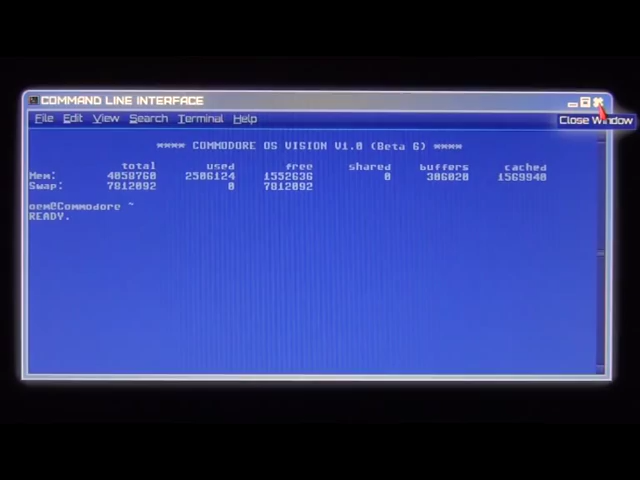 COMMAND LINE INTERFACE
File Edit View Search Terminal Help
Close Window
**** COMMODORE OS VISION V1.0 (Beta 6) ****
total used free shared buffers cached
Mem: 4058760 2506124 1552636 0 306020 1569940
Swap: 7812092 0 7812092
oem@Commodore ~
READY.